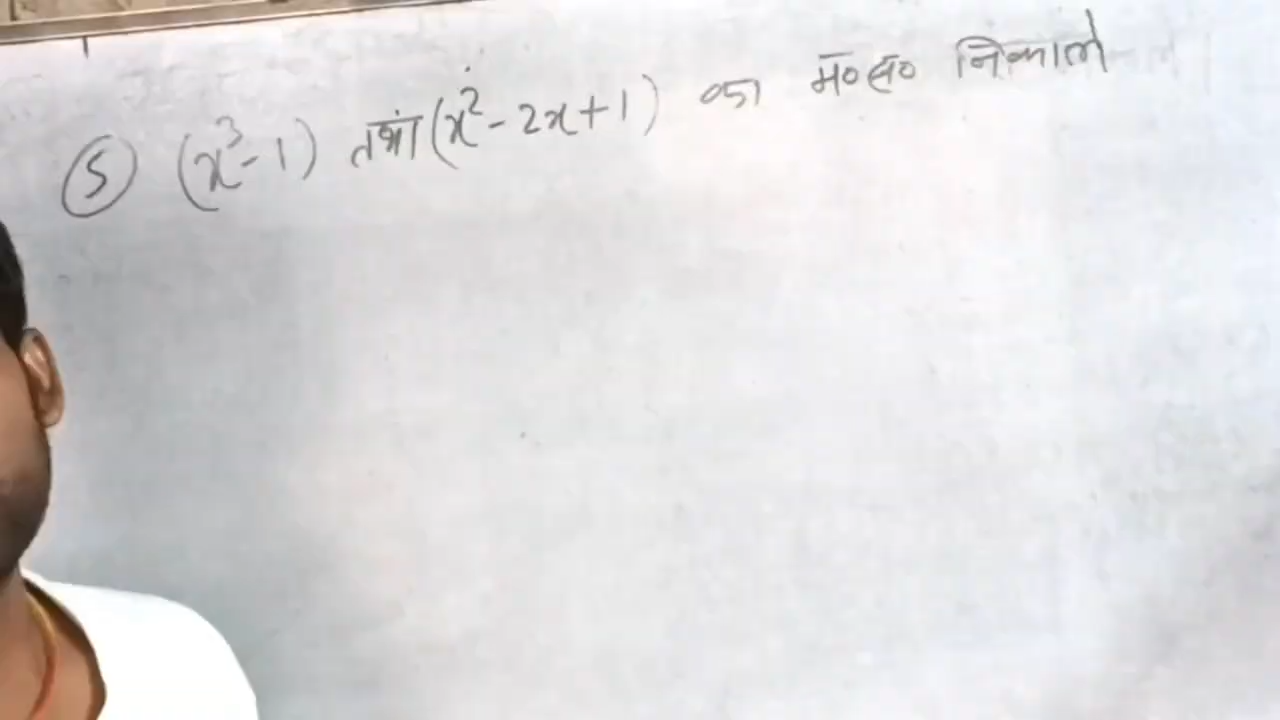 ⑤ (x³-1) तथा (x²-2x+1) का म०स० निकाले